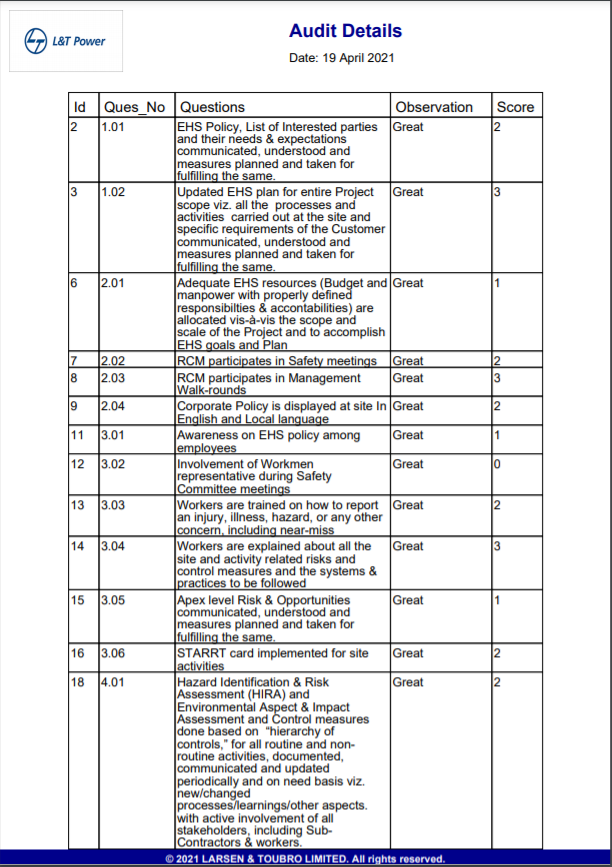 L&T Power
Audit Details
Date: 19 April 2021
Id Ques_No Questions Observation Score
2 1.01 EHS Policy, List of Interested parties Great 2
and their needs & expectations
communicated, understood and
measures planned and taken for
fulfilling the same.
3 1.02 Updated EHS plan for entire Project Great 3
scope viz. all the processes and
activities carried out at the site and
specific requirements of the Customer
communicated, understood and
measures planned and taken for
fulfilling the same.
6 2.01 Adequate EHS resources (Budget and Great 1
manpower with properly defined
responsibilties & accontabilities) are
allocated vis-à-vis the scope and
scale of the Project and to accomplish
EHS goals and Plan
7 2.02 RCM participates in Safety meetings Great 2
8 2.03 RCM participates in Management Great 3
Walk-rounds
9 2.04 Corporate Policy is displayed at site In Great 2
English and Local language
11 3.01 Awareness on EHS policy among Great 1
employees
12 3.02 Involvement of Workmen Great 0
representative during Safety
Committee meetings
13 3.03 Workers are trained on how to report Great 2
an injury, illness, hazard, or any other
concern, including near-miss
14 3.04 Workers are explained about all the Great 3
site and activity related risks and
control measures and the systems &
practices to be followed
15 3.05 Apex level Risk & Opportunities Great 1
communicated, understood and
measures planned and taken for
fulfilling the same.
16 3.06 STARRT card implemented for site Great 2
activities
18 4.01 Hazard Identification & Risk Great 2
Assessment (HIRA) and
Environmental Aspect & Impact
Assessment and Control measures
done based on “hierarchy of
controls,” for all routine and non-
routine activities, documented,
communicated and updated
periodically and on need basis viz.
new/changed
processes/learnings/other aspects.
with active involvement of all
stakeholders, including Sub-
Contractors & workers.
© 2021 LARSEN & TOUBRO LIMITED. All rights reserved.